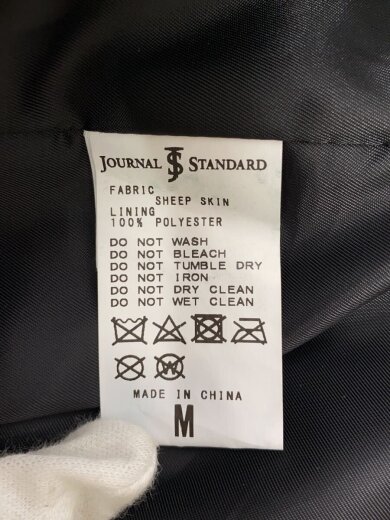 JOURNAL JS STANDARD
FABRIC
SHEEP SKIN
LINING
100% POLYESTER
DO NOT WASH
DO NOT BLEACH
DO NOT TUMBLE DRY
DO NOT IRON
DO NOT DRY CLEAN
DO NOT WET CLEAN
W
MADE IN CHINA
M